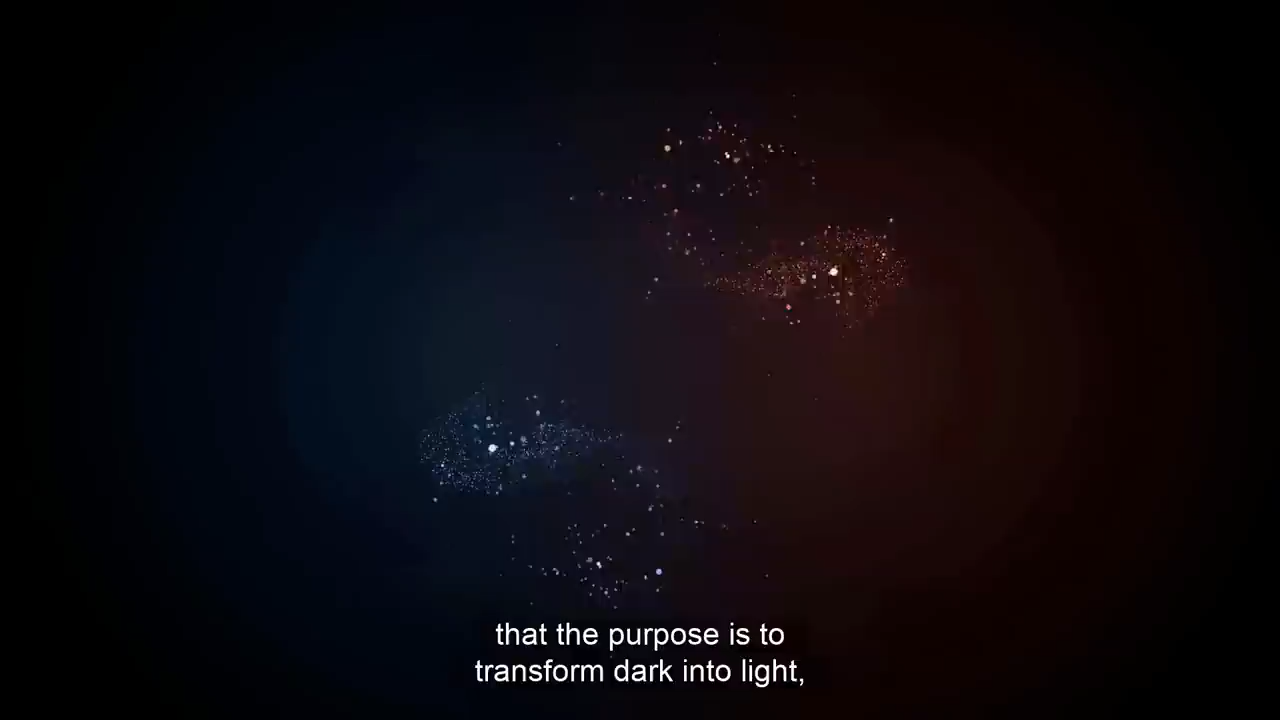 that the purpose is to
transform dark into light,